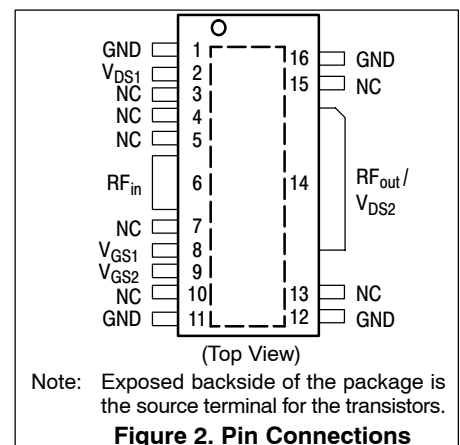 GND 1 16 GND
VDS1 2 15 NC
NC 3
NC 4
NC 5
RFin 6 14 RFout/
VDS2
NC 7
VGS1 8
VGS2 9
NC 10 13 NC
GND 11 12 GND
(Top View)
Note: Exposed backside of the package is
the source terminal for the transistors.
Figure 2. Pin Connections